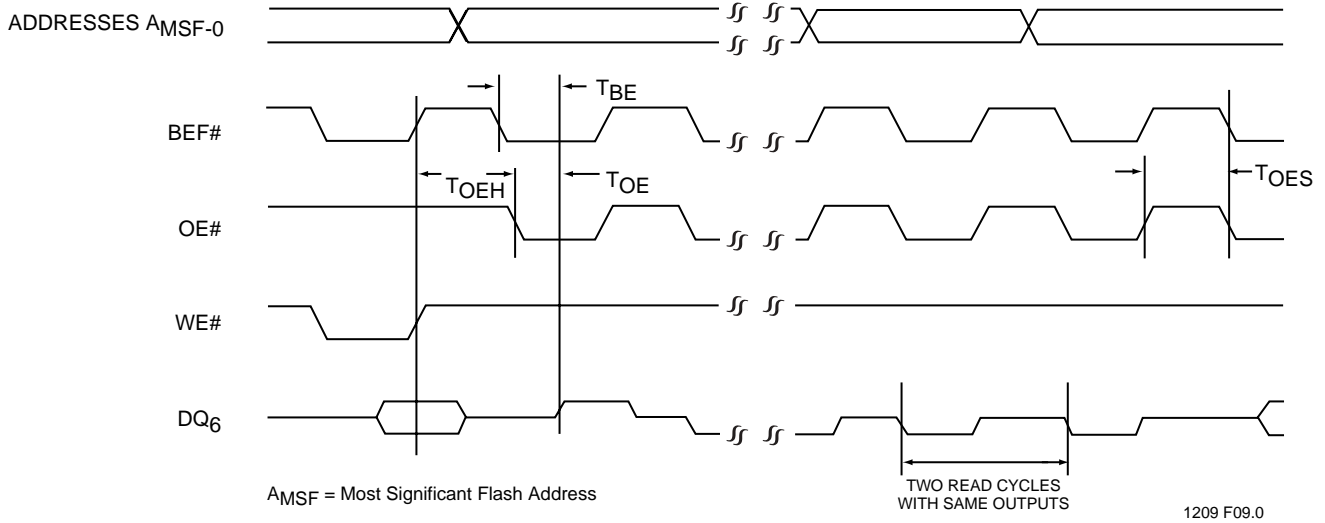 ADDRESSES AMSF-0
TBE
BEF#
TOEH
TOE
TOES
OE#
WE#
DQ6
TWO READ CYCLES
WITH SAME OUTPUTS
AMSF = Most Significant Flash Address
1209 F09.0